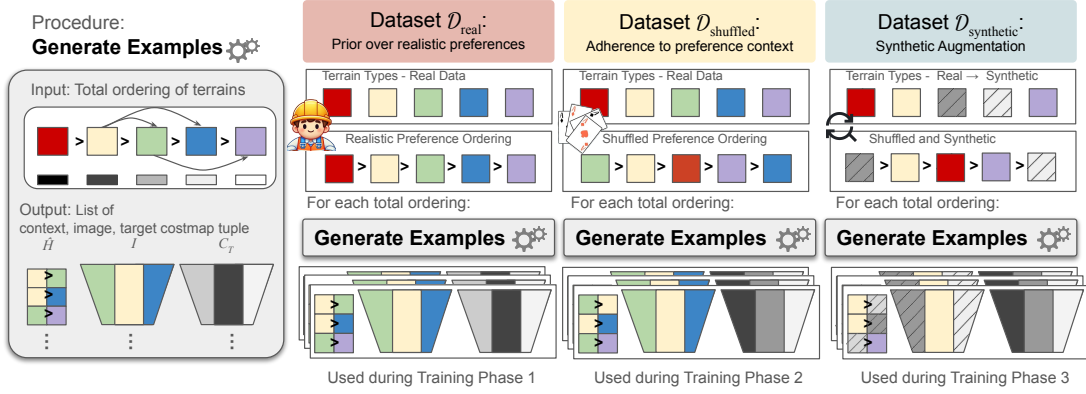 Procedure:
Generate Examples
Input: Total ordering of terrains
> > > >
Output: List of
context, image, target costmap tuple
Ĥ I C_T
>
>
>
⋮ ⋮ ⋮
Dataset 𝒟_real:
Prior over realistic preferences
Terrain Types - Real Data
Realistic Preference Ordering
> > > >
For each total ordering:
Generate Examples
>
>
>
Used during Training Phase 1
Dataset 𝒟_shuffled:
Adherence to preference context
Terrain Types - Real Data
Shuffled Preference Ordering
> > > >
For each total ordering:
Generate Examples
>
>
>
Used during Training Phase 2
Dataset 𝒟_synthetic:
Synthetic Augmentation
Terrain Types - Real → Synthetic
Shuffled and Synthetic
> > > >
For each total ordering:
Generate Examples
>
>
>
Used during Training Phase 3